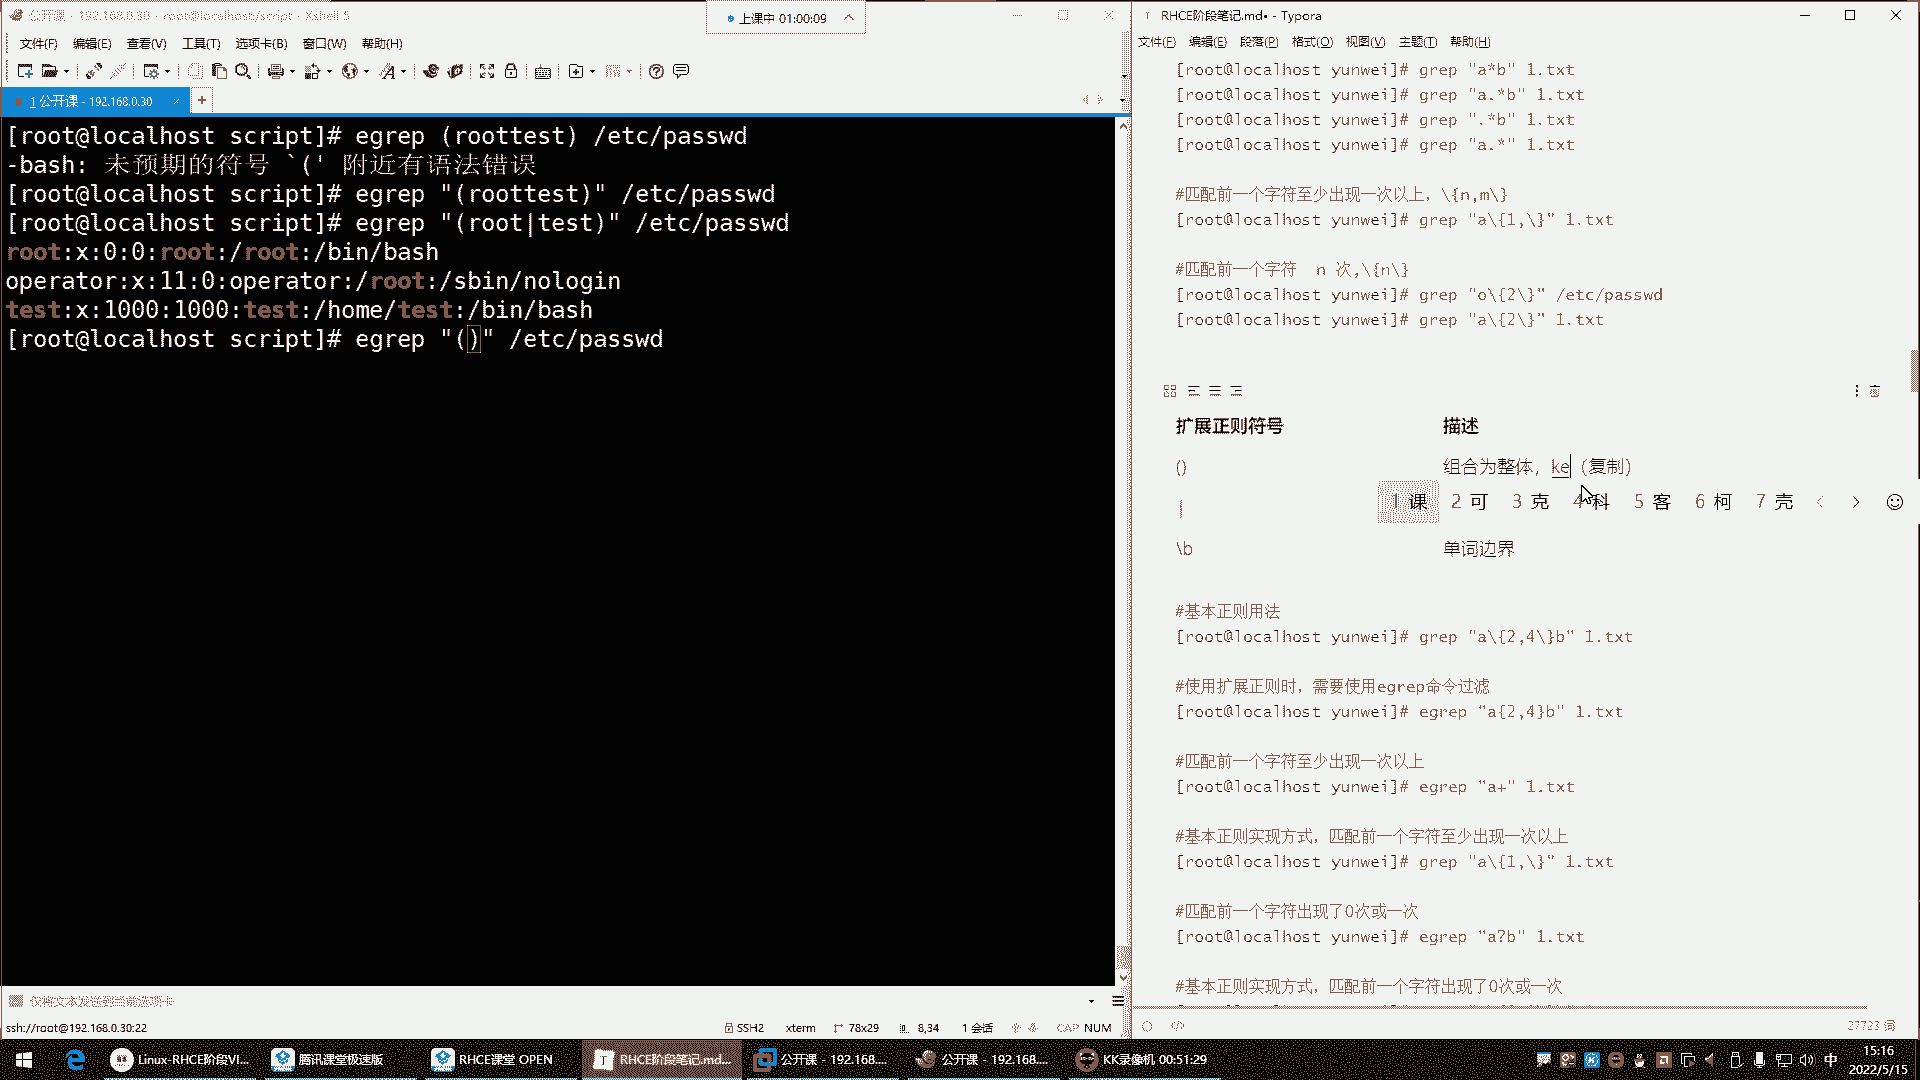 公开课 - 192.168.0.30 - root@localhost/script - Xshell 5
文件(F) 编辑(E) 查看(V) 工具(T) 选项卡(B) 窗口(W) 帮助(H)
上课中 01:00:09
1 公开课 - 192.168.0.30 × +
[root@localhost script]# egrep (roottest) /etc/passwd
-bash: 未预期的符号 `(' 附近有语法错误
[root@localhost script]# egrep "(roottest)" /etc/passwd
[root@localhost script]# egrep "(root|test)" /etc/passwd
root:x:0:0:root:/root:/bin/bash
operator:x:11:0:operator:/root:/sbin/nologin
test:x:1000:1000:test:/home/test:/bin/bash
[root@localhost script]# egrep "()" /etc/passwd
仅将文本发送到当前选项卡
ssh://root@192.168.0.30:22 SSH2 xterm 78x29 8,34 1 会话 CAP NUM
RHCE阶段笔记.md• - Typora
文件(F) 编辑(E) 段落(P) 格式(O) 视图(V) 主题(T) 帮助(H)
[root@localhost yunwei]# grep "a*b" 1.txt
[root@localhost yunwei]# grep "a.*b" 1.txt
[root@localhost yunwei]# grep ".*b" 1.txt
[root@localhost yunwei]# grep "a.*" 1.txt
#匹配前一个字符至少出现一次以上，\{n,m\}
[root@localhost yunwei]# grep "a\{1,\}" 1.txt
#匹配前一个字符 n 次,\{n\}
[root@localhost yunwei]# grep "o\{2\}" /etc/passwd
[root@localhost yunwei]# grep "a\{2\}" 1.txt
扩展正则符号 描述
() 组合为整体，ke（复制）
1 课 2 可 3 克 4 科 5 客 6 柯 7 壳
|
\b 单词边界
#基本正则用法
[root@localhost yunwei]# grep "a\{2,4\}b" 1.txt
#使用扩展正则时，需要使用egrep命令过滤
[root@localhost yunwei]# egrep "a{2,4}b" 1.txt
#匹配前一个字符至少出现一次以上
[root@localhost yunwei]# egrep "a+" 1.txt
#基本正则实现方式，匹配前一个字符至少出现一次以上
[root@localhost yunwei]# grep "a\{1,\}" 1.txt
#匹配前一个字符出现了0次或一次
[root@localhost yunwei]# egrep "a?b" 1.txt
#基本正则实现方式，匹配前一个字符出现了0次或一次
27723 词
Linux-RHCE阶段VI... 腾讯课堂极速版 RHCE课堂 OPEN RHCE阶段笔记.md... 公开课 - 192.168.... 公开课 - 192.168.... KK录像机 00:51:29
中
15:16
2022/5/15